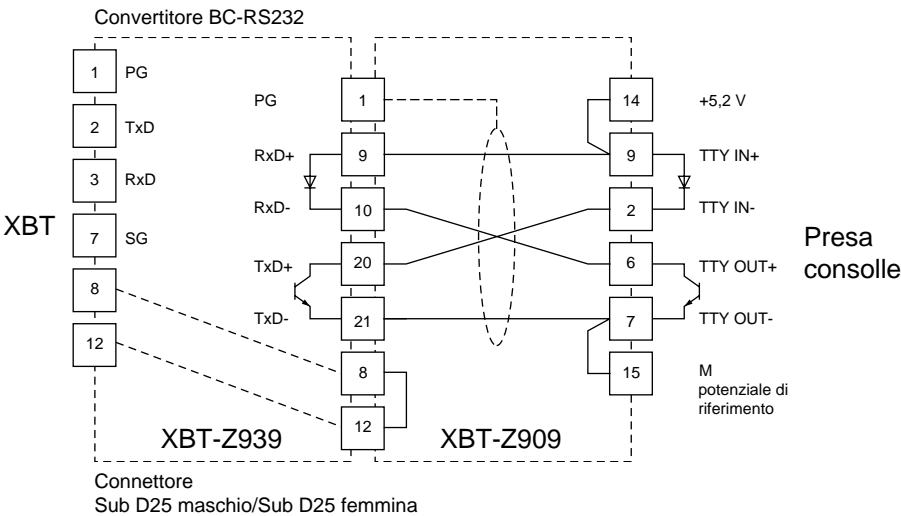 Convertitore BC-RS232
1 PG
2 TxD
3 RxD
7 SG
8
12
XBT
PG 1
RxD+ 9
RxD- 10
TxD+ 20
TxD- 21
8
12
14 +5,2 V
9 TTY IN+
2 TTY IN-
6 TTY OUT+
7 TTY OUT-
15 M
potenziale di
riferimento
Presa
consolle
XBT-Z939
XBT-Z909
Connettore
Sub D25 maschio/Sub D25 femmina